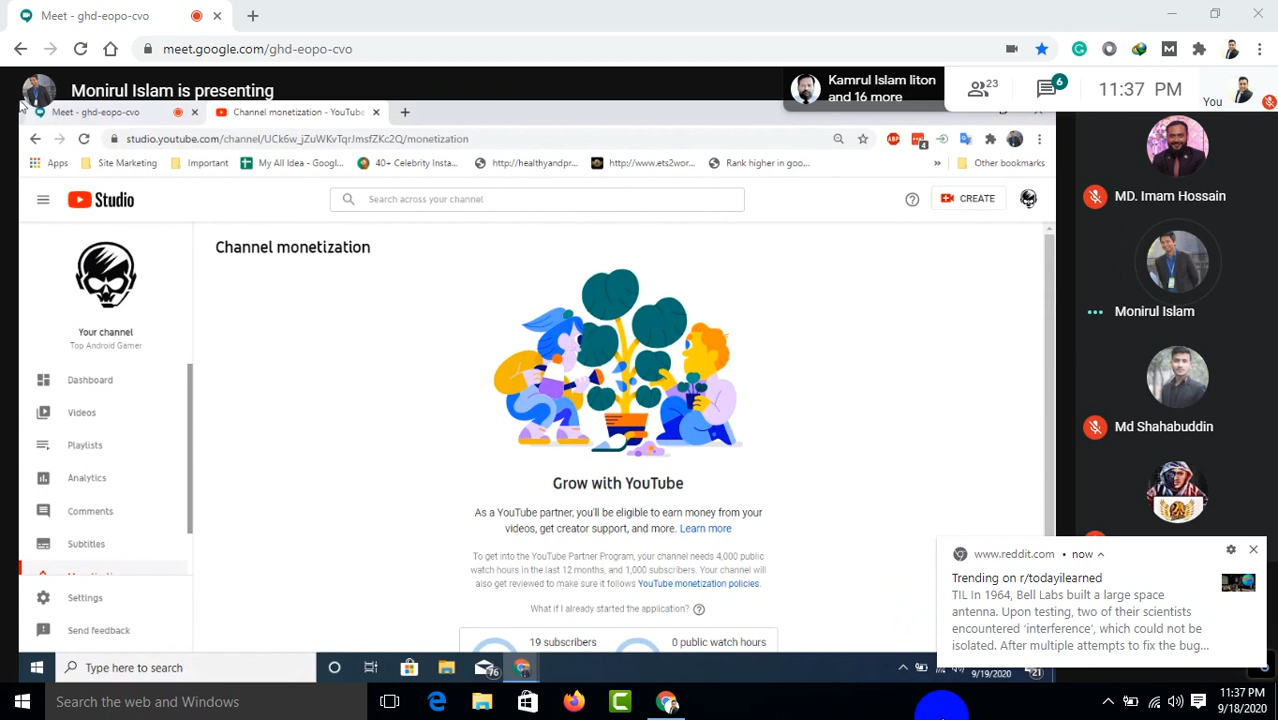 Meet - ghd-eopo-cvo
meet.google.com/ghd-eopo-cvo
Monirul Islam is presenting
Kamrul Islam liton
and 16 more
23
6
11:37 PM
You
Meet - ghd-eopo-cvo
Channel monetization - YouTube
studio.youtube.com/channel/UCk6w_jZuWKvTqrJmsfZKc2Q/monetization
Apps
Site Marketing
Important
My All Idea - Googl...
40+ Celebrity Insta...
http://healthyandpr...
http://www.ets2wor...
Rank higher in goo...
»
Other bookmarks
Studio
Search across your channel
CREATE
Your channel
Top Android Gamer
Dashboard
Videos
Playlists
Analytics
Comments
Subtitles
Settings
Send feedback
Channel monetization
Grow with YouTube
As a YouTube partner, you'll be eligible to earn money from your
videos, get creator support, and more. Learn more
To get into the YouTube Partner Program, your channel needs 4,000 public
watch hours in the last 12 months, and 1,000 subscribers. Your channel will
also get reviewed to make sure it follows YouTube monetization policies.
What if I already started the application?
19 subscribers
0 public watch hours
MD. Imam Hossain
Monirul Islam
Md Shahabuddin
www.reddit.com • now
Trending on r/todayilearned
TIL In 1964, Bell Labs built a large space
antenna. Upon testing, two of their scientists
encountered 'interference', which could not be
isolated. After multiple attempts to fix the bug...
Type here to search
76
9/19/2020
21
Search the web and Windows
11:37 PM
9/18/2020